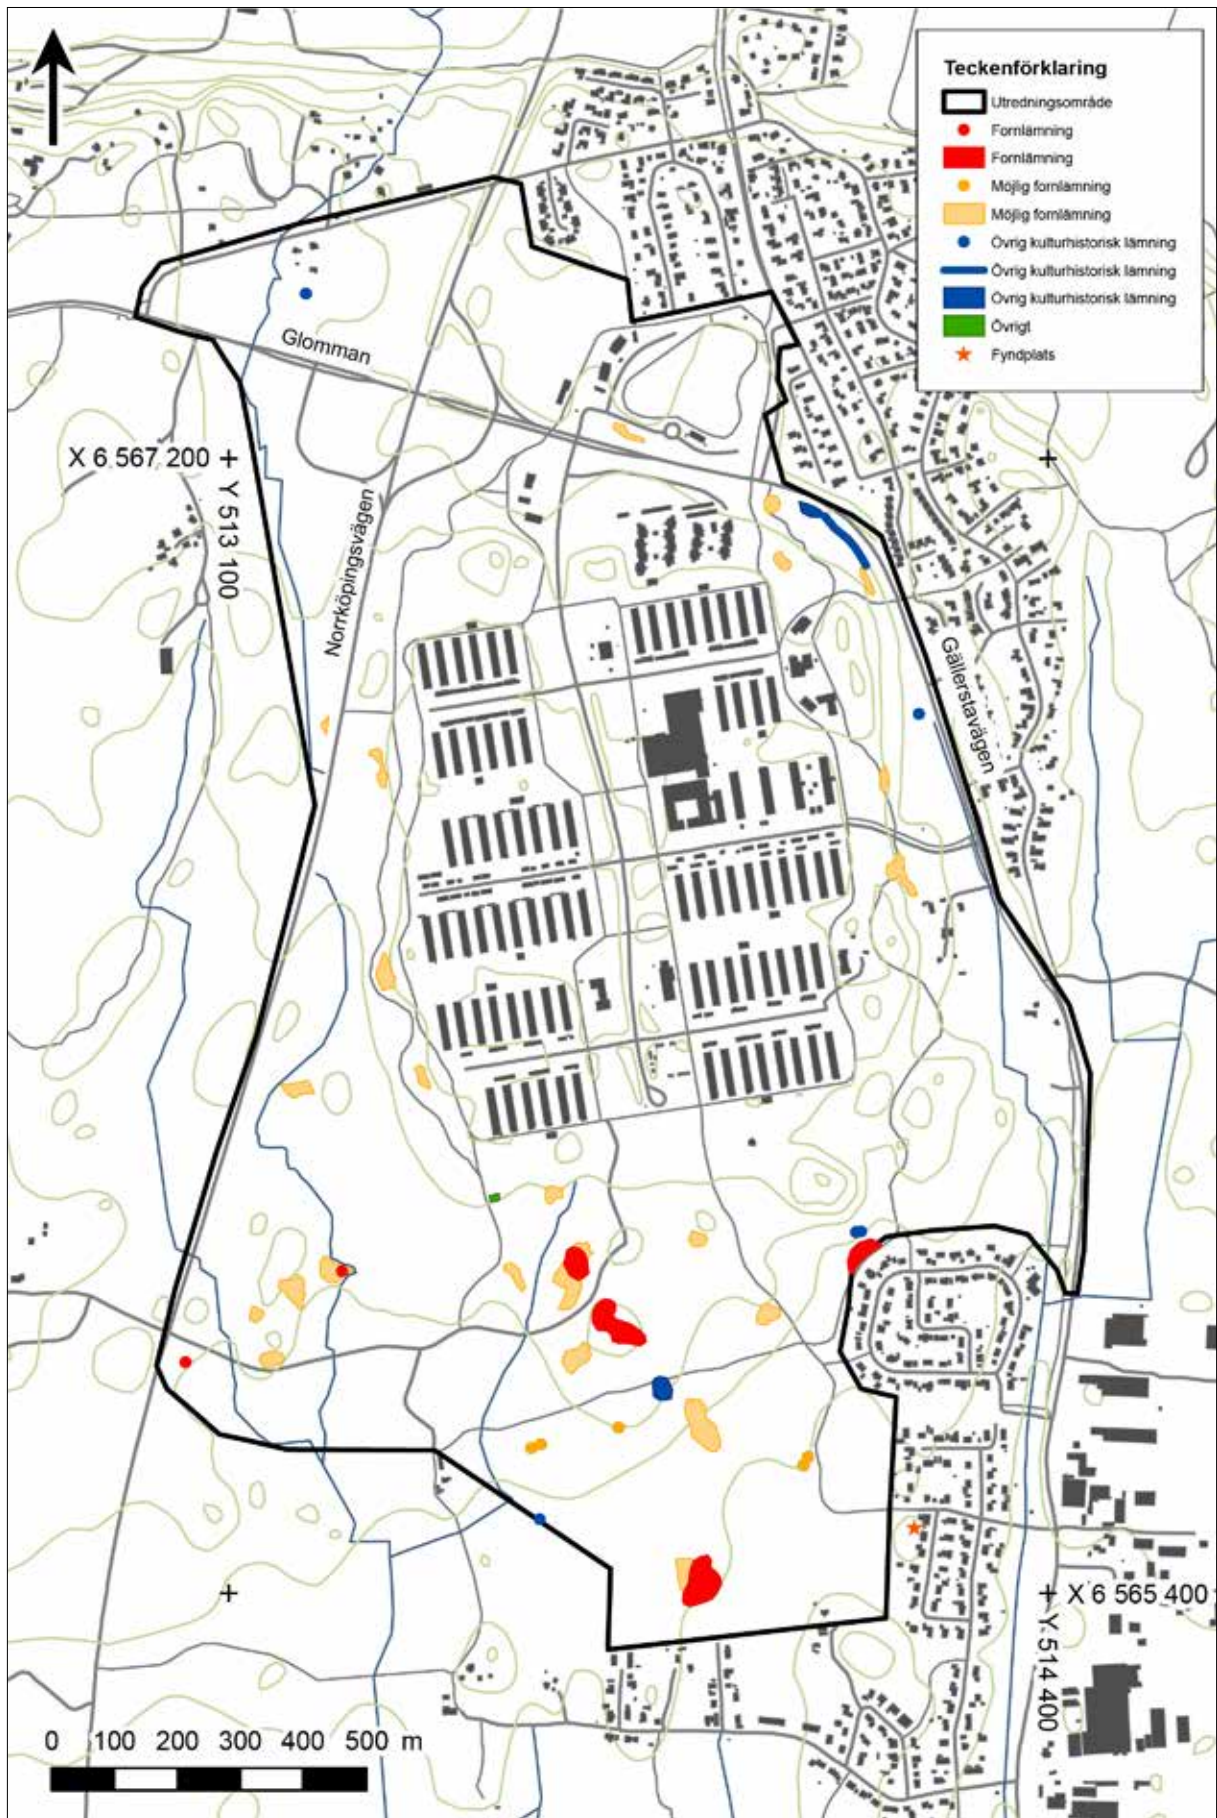 Teckenförklaring
Utredningsområde
Fornlämning
Fornlämning
Möjlig fornlämning
Möjlig fornlämning
Övrig kulturhistorisk lämning
Övrig kulturhistorisk lämning
Övrig kulturhistorisk lämning
Övrigt
Fyndplats
Glomman
X 6 567 200
Y 513 100
Norrköpingsvägen
Gällerstavägen
X 6 565 400
Y 514 400
0 100 200 300 400 500 m